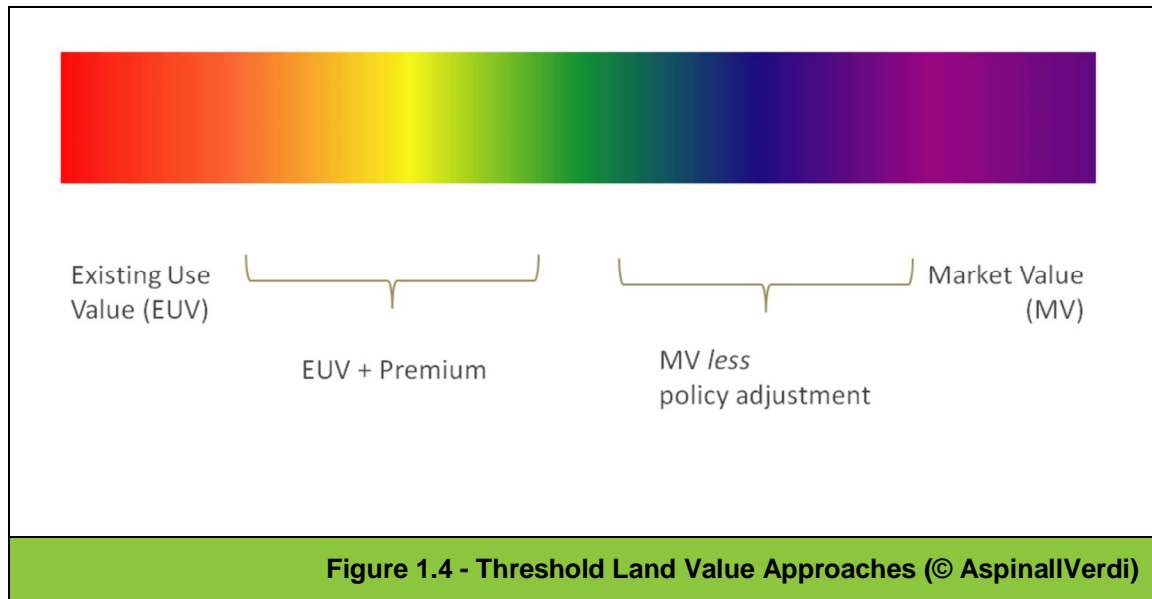 Existing Use
Value (EUV)
EUV + Premium
MV less
policy adjustment
Market Value
(MV)
Figure 1.4 - Threshold Land Value Approaches (© AspinallVerdi)